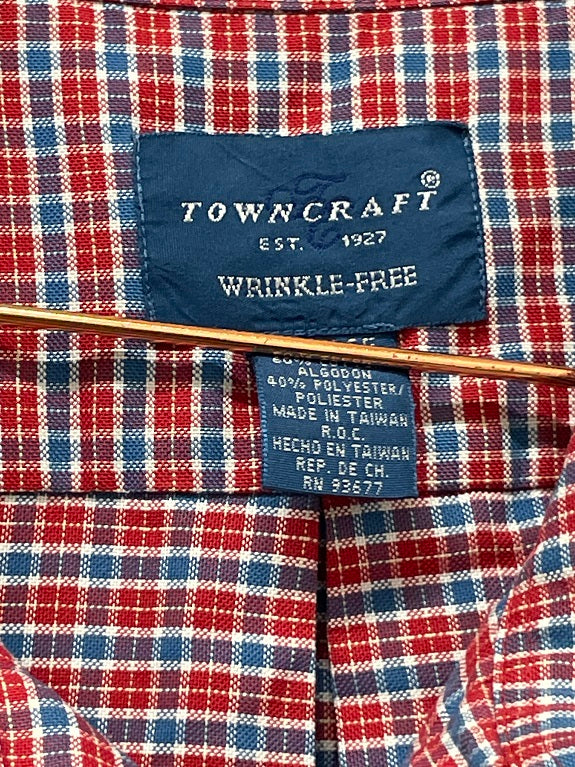 TOWNCRAFT®
EST. 1927
WRINKLE-FREE
ALGODON
40% POLYESTER/
POLIESTER
MADE IN TAIWAN
R.O.C.
HECHO EN TAIWAN
REP. DE CH.
RN 93677